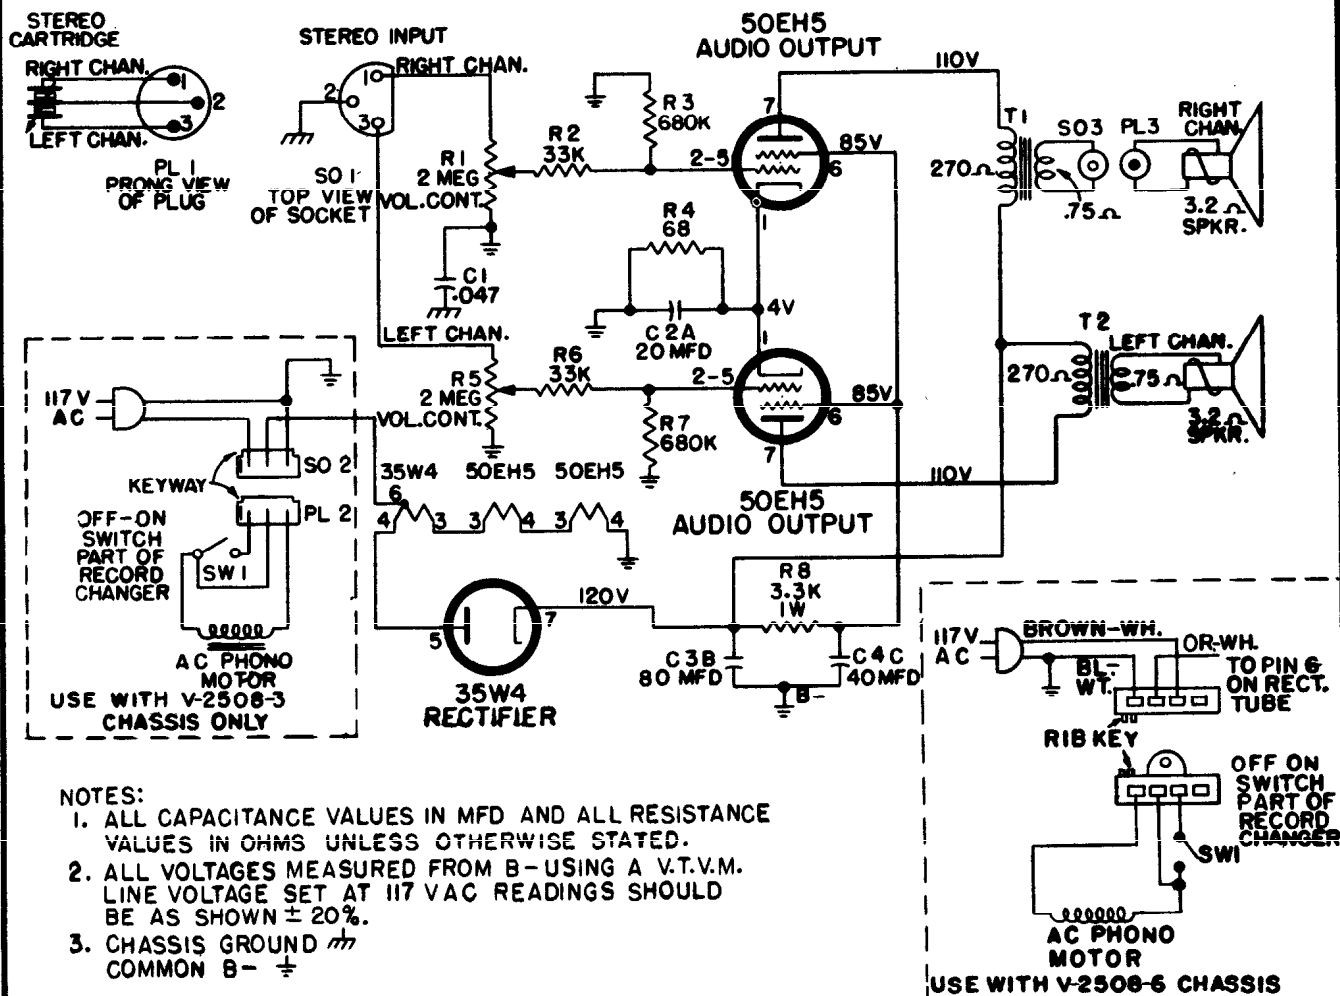 STEREO
CARTRIDGE
RIGHT CHAN.
1
2
3
LEFT CHAN.
PL 1
PRONG VIEW
OF PLUG
STEREO INPUT
1
RIGHT CHAN.
2
3
SO 1
TOP VIEW
OF SOCKET
R1
2 MEG
VOL.CONT.
C1
.047
LEFT CHAN.
R2
33K
R3
680K
2-5
50EH5
AUDIO OUTPUT
7
110V
85V
6
1
R4
68
C2A
20 MFD
4V
1
T1
270Ω
.75Ω
SO3
PL3
RIGHT
CHAN.
3.2Ω
SPKR.
T2
LEFT CHAN.
270Ω
.75Ω
3.2Ω
SPKR.
R5
2 MEG
VOL.CONT.
R6
33K
R7
680K
2-5
85V
6
7
110V
50EH5
AUDIO OUTPUT
117V
AC
SO 2
KEYWAY
PL 2
OFF-ON
SWITCH
PART OF
RECORD
CHANGER
SW1
AC PHONO
MOTOR
USE WITH V-2508-3
CHASSIS ONLY
35W4
50EH5
50EH5
6
4
3
3
4
3
4
5
7
120V
35W4
RECTIFIER
R8
3.3K
1W
C3B
80 MFD
C4C
40MFD
B-
117V
AC
BROWN-WH.
BL-
WT.
OR-WH.
TO PIN 6
ON RECT.
TUBE
RIB KEY
OFF ON
SWITCH
PART OF
RECORD
CHANGER
SW1
AC PHONO
MOTOR
USE WITH V-2508-6 CHASSIS
NOTES:
1. ALL CAPACITANCE VALUES IN MFD AND ALL RESISTANCE
VALUES IN OHMS UNLESS OTHERWISE STATED.
2. ALL VOLTAGES MEASURED FROM B- USING A V.T.V.M.
LINE VOLTAGE SET AT 117 VAC READINGS SHOULD
BE AS SHOWN ± 20%.
3. CHASSIS GROUND
COMMON B-